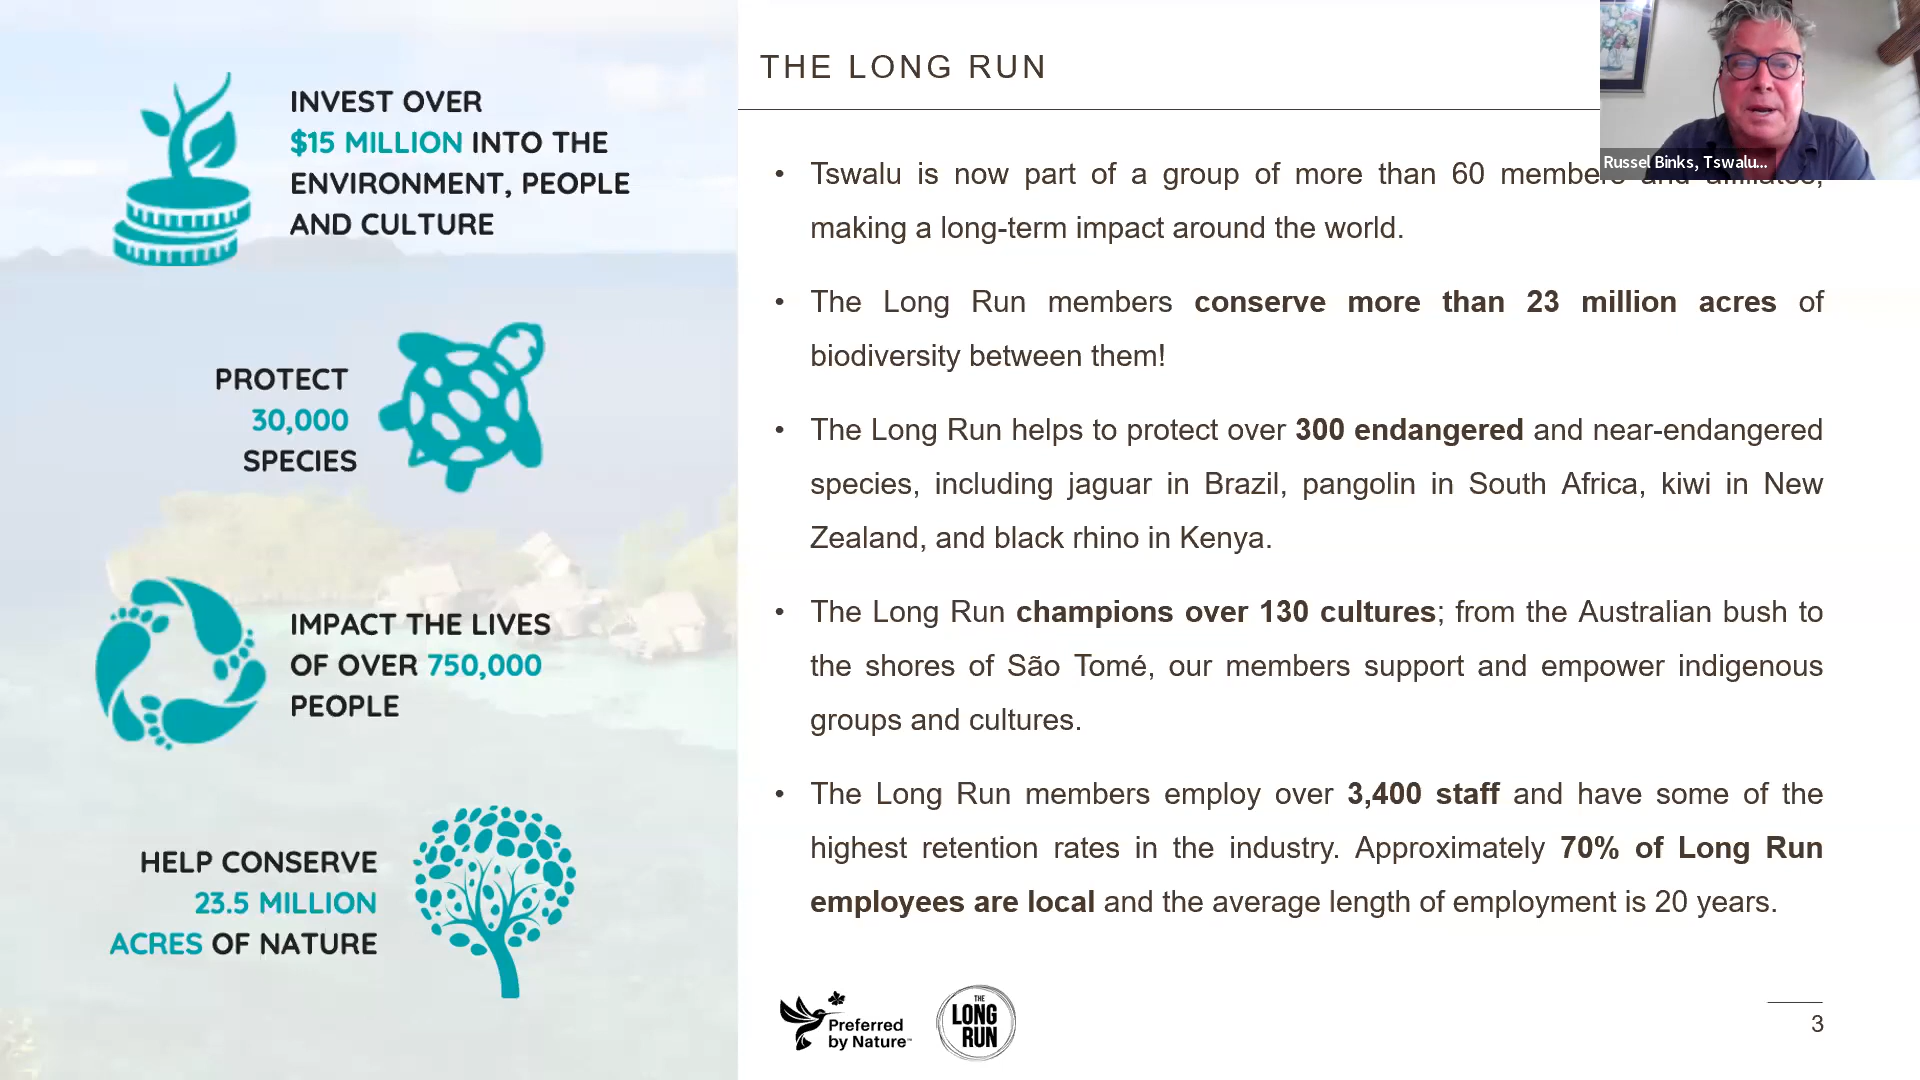 INVEST OVER
$15 MILLION INTO THE
ENVIRONMENT, PEOPLE
AND CULTURE
PROTECT
30,000
SPECIES
IMPACT THE LIVES
OF OVER 750,000
PEOPLE
HELP CONSERVE
23.5 MILLION
ACRES OF NATURE
THE LONG RUN
• Tswalu is now part of a group of more than 60 members and affiliates,
making a long-term impact around the world.
• The Long Run members conserve more than 23 million acres of
biodiversity between them!
• The Long Run helps to protect over 300 endangered and near-endangered
species, including jaguar in Brazil, pangolin in South Africa, kiwi in New
Zealand, and black rhino in Kenya.
• The Long Run champions over 130 cultures; from the Australian bush to
the shores of São Tomé, our members support and empower indigenous
groups and cultures.
• The Long Run members employ over 3,400 staff and have some of the
highest retention rates in the industry. Approximately 70% of Long Run
employees are local and the average length of employment is 20 years.
Russel Binks, Tswalu...
Preferred
by Nature™
THE
LONG
RUN
3